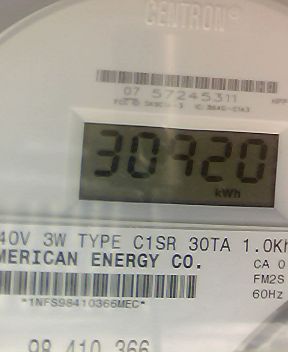 CENTRON®
07 57245311
30920
kWh
40V 3W TYPE C1SR 30TA 1.0Kh
MERICAN ENERGY CO.
CA 0
FM2S
60Hz
*1NFS98410366MEC*
98 410 366